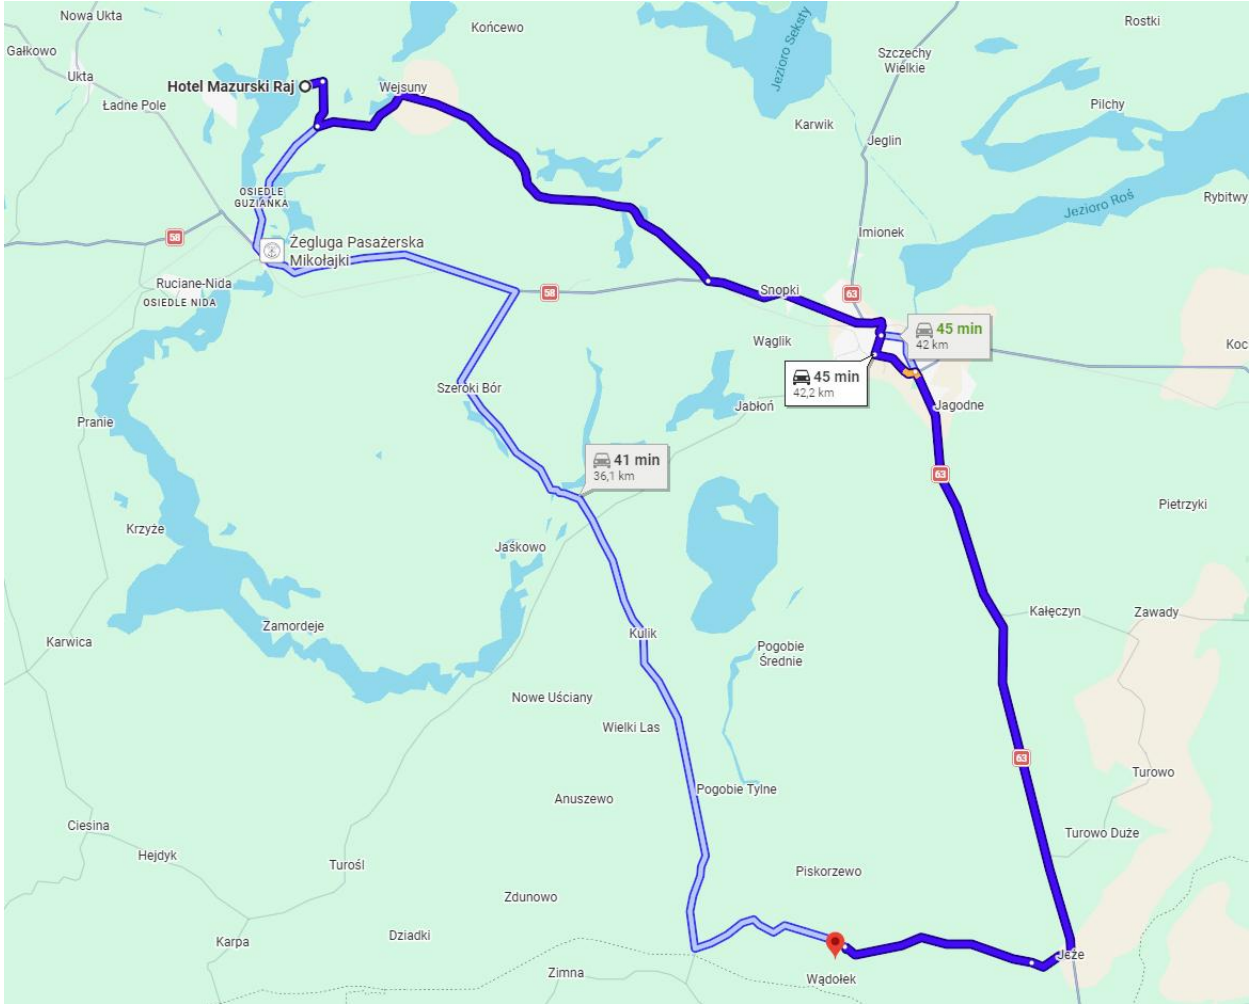 Nowa Ukta
Końcewo
Jezioro Seksty
Rostki
Gałkowo
Szczechy
Wielkie
Ukta
Hotel Mazurski Raj
Wejsuny
Ładne Pole
Pilchy
Karwik
Jeglin
OSIEDLE
GUZIANKA
Jezioro Roś
Rybitwy
58
Imionek
Żegluga Pasażerska
Mikołajki
Ruciane-Nida
OSIEDLE NIDA
58
Snopki
63
45 min
42 km
Wąglik
Koc
45 min
42,2 km
Szeroki Bór
Jabłoń
Jagodne
Pranie
41 min
36,1 km
63
Pietrzyki
Krzyże
Jaśkowo
Kałęczyn
Zawady
Zamordeje
Kulik
Karwica
Pogobie
Średnie
Nowe Uściany
Wielki Las
63
Turowo
Pogobie Tylne
Anuszewo
Ciesina
Turowo Duże
Hejdyk
Turośl
Piskorzewo
Zdunowo
Karpa
Dziadki
Jeże
Zimna
Wądołek